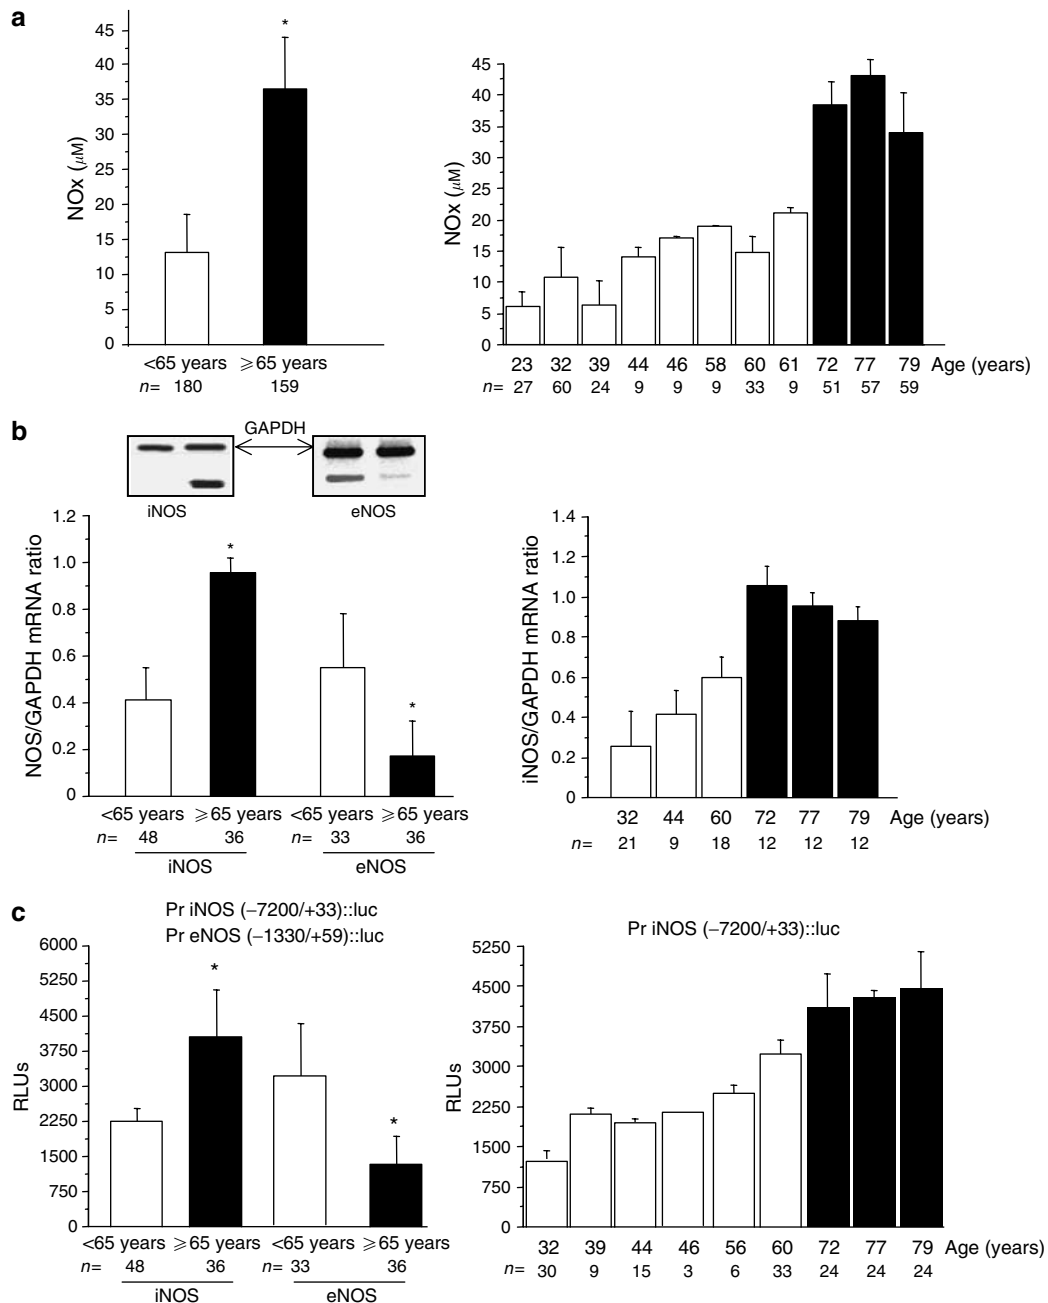 a
NOx (μM)
45
40
35
30
25
20
15
10
5
0
*
<65 years ⩾65 years
n= 180 159
NOx (μM)
45
40
35
30
25
20
15
10
5
0
23 32 39 44 46 58 60 61 72 77 79 Age (years)
n= 27 60 24 9 9 9 33 9 51 57 59
b
GAPDH
iNOS eNOS
NOS/GAPDH mRNA ratio
1.2
1.0
0.8
0.6
0.4
0.2
0
*
*
<65 years ⩾65 years <65 years ⩾65 years
n= 48 36 n= 33 36
iNOS eNOS
iNOS/GAPDH mRNA ratio
1.4
1.2
1.0
0.8
0.6
0.4
0.2
0
32 44 60 72 77 79 Age (years)
n= 21 9 18 12 12 12
c
Pr iNOS (–7200/+33)::luc
Pr eNOS (–1330/+59)::luc
RLUs
6000
5250
4500
3750
3000
2250
1500
750
0
*
*
<65 years ⩾65 years <65 years ⩾65 years
n= 48 36 n= 33 36
iNOS eNOS
Pr iNOS (–7200/+33)::luc
RLUs
5250
4500
3750
3000
2250
1500
750
0
32 39 44 46 56 60 72 77 79 Age (years)
n= 30 9 15 3 6 33 24 24 24